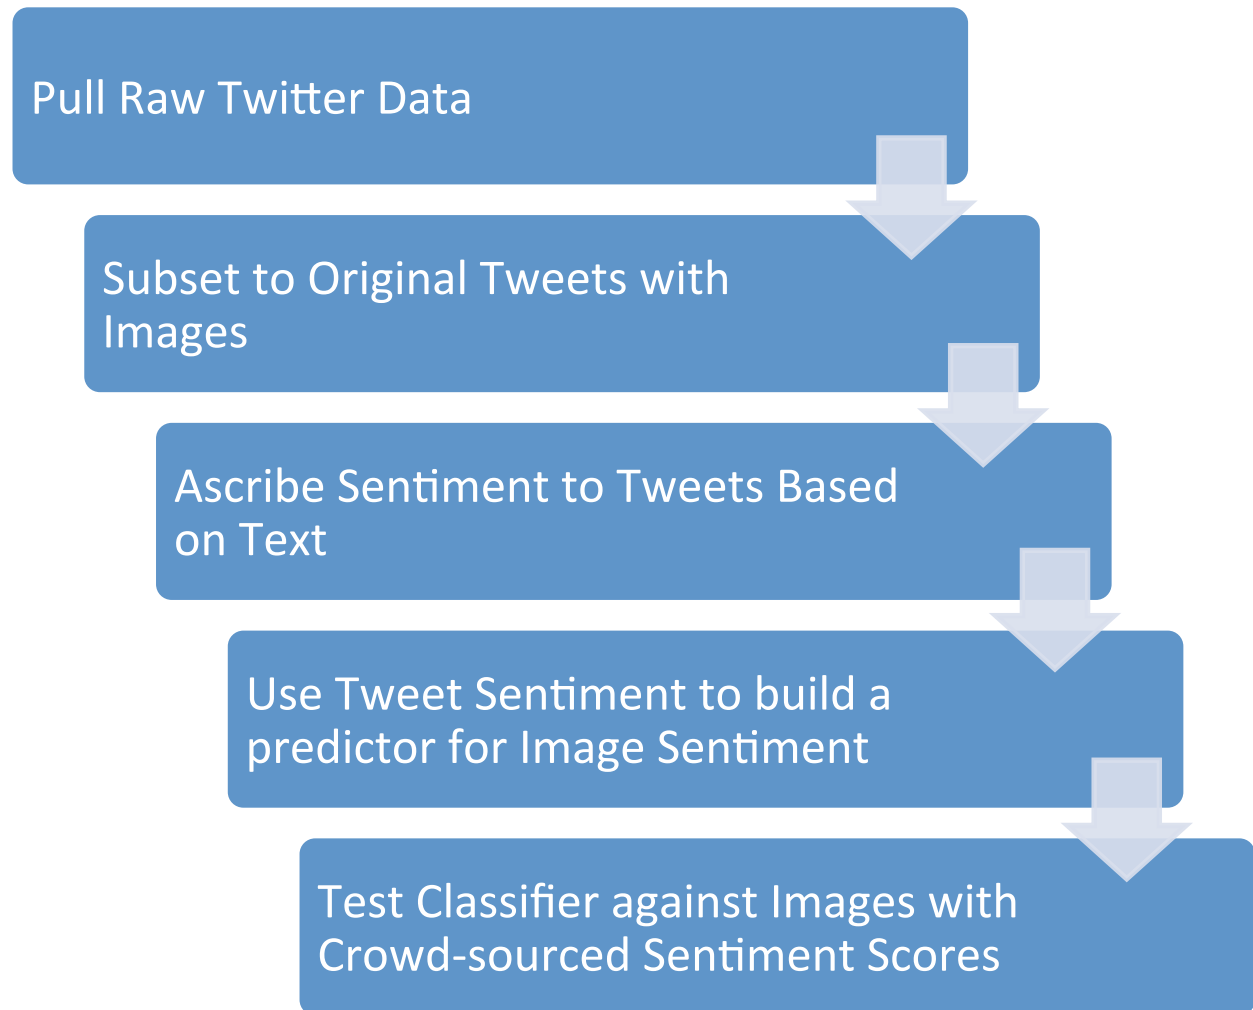 Pull Raw Twitter Data
Subset to Original Tweets with
Images
Ascribe Sentiment to Tweets Based
on Text
Use Tweet Sentiment to build a
predictor for Image Sentiment
Test Classifier against Images with
Crowd-sourced Sentiment Scores